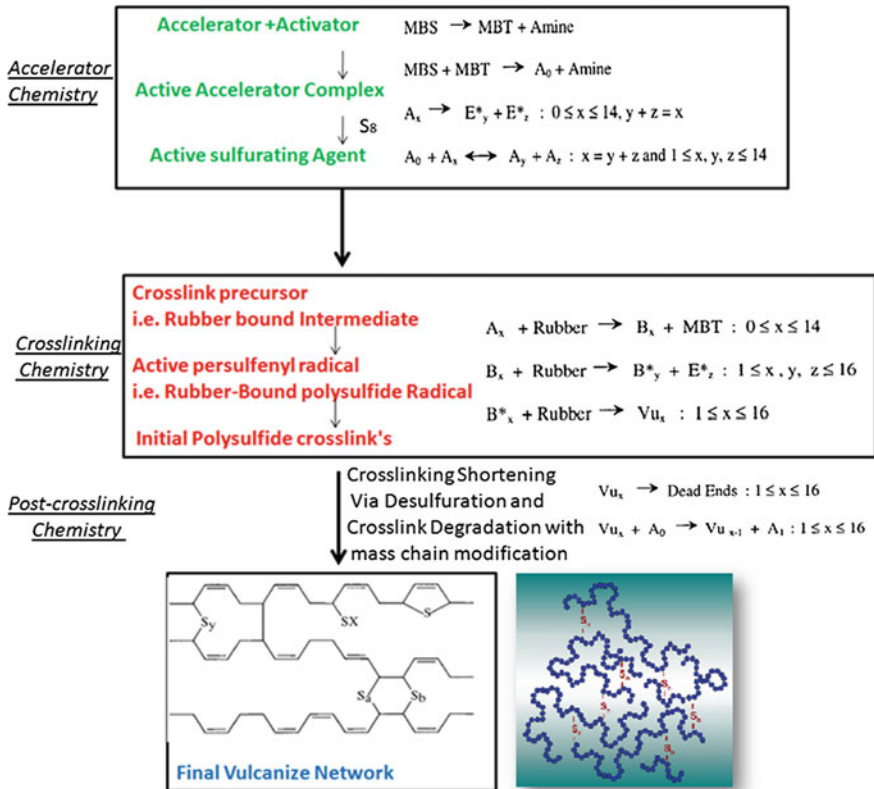 Accelerator +Activator
MBS → MBT + Amine
Accelerator
Chemistry
MBS + MBT → A₀ + Amine
Active Accelerator Complex
Aₓ → E*y + E*z : 0 ≤ x ≤ 14, y + z = x
S₈
Active sulfurating Agent
A₀ + Aₓ ↔ Ay + Az : x = y + z and 1 ≤ x, y, z ≤ 14
Crosslink precursor
i.e. Rubber bound Intermediate
Aₓ + Rubber → Bₓ + MBT : 0 ≤ x ≤ 14
Crosslinking
Chemistry
Active persulfenyl radical
i.e. Rubber-Bound polysulfide Radical
Bₓ + Rubber → B*y + E*z : 1 ≤ x , y, z ≤ 16
B*ₓ + Rubber → Vuₓ : 1 ≤ x ≤ 16
Initial Polysulfide crosslink's
Post-crosslinking
Chemistry
Crosslinking Shortening
Via Desulfuration and
Crosslink Degradation with
mass chain modification
Vuₓ → Dead Ends : 1 ≤ x ≤ 16
Vuₓ + A₀ → Vu ₓ₋₁ + A₁ : 1 ≤ x ≤ 16
Sy
SX
S
Sa
Sb
Final Vulcanize Network